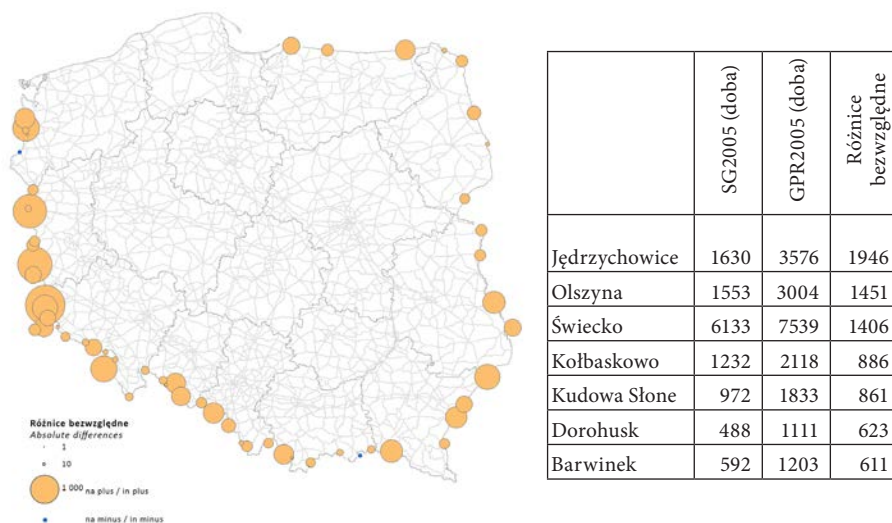 SG2005 (doba)
GPR2005 (doba)
Różnice
bezwzględne
Jędrzychowice 1630 3576 1946
Olszyna 1553 3004 1451
Świecko 6133 7539 1406
Kołbaskowo 1232 2118 886
Kudowa Słone 972 1833 861
Dorohusk 488 1111 623
Barwinek 592 1203 611
Różnice bezwzględne
Absolute differences
1
10
1 000 na plus / in plus
na minus / in minus